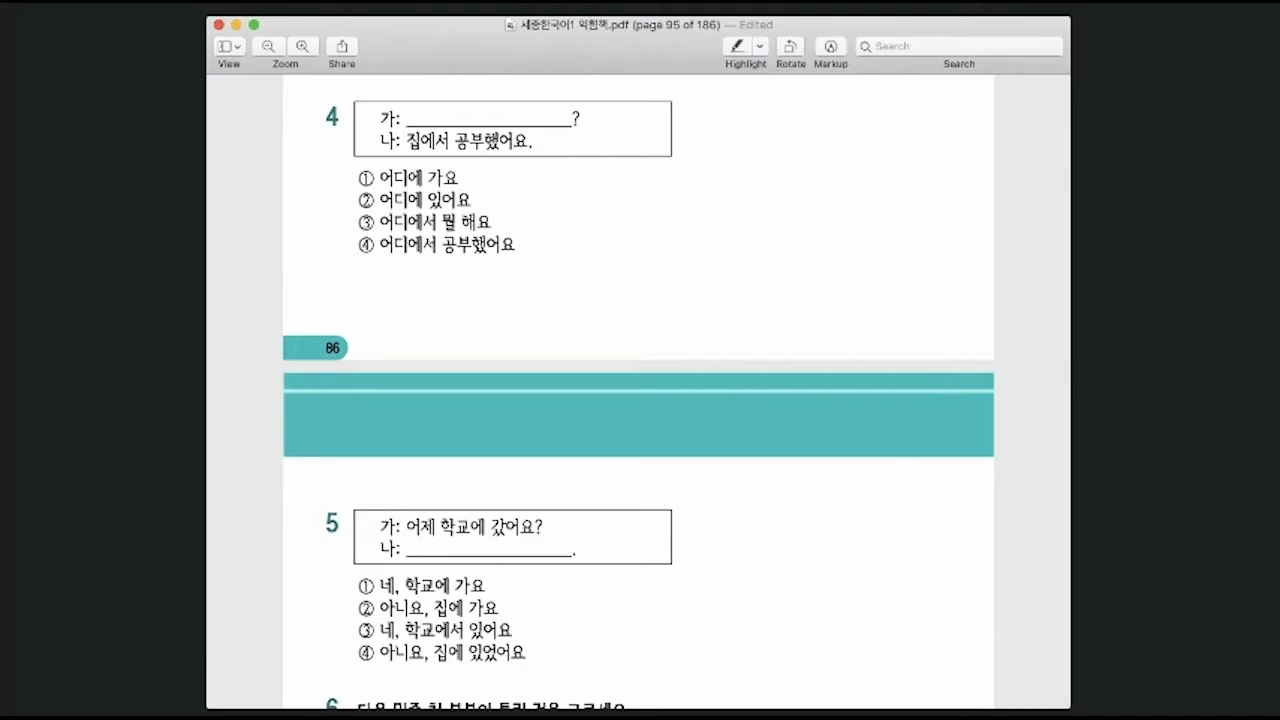 세종한국어1 익힘책.pdf (page 95 of 186) — Edited
View Zoom Share Highlight Rotate Markup Search
Search
4
가: ____________________?
나: 집에서 공부했어요.
① 어디에 가요
② 어디에 있어요
③ 어디에서 뭘 해요
④ 어디에서 공부했어요
86
5
가: 어제 학교에 갔어요?
나: ____________________.
① 네, 학교에 가요
② 아니요, 집에 가요
③ 네, 학교에서 있어요
④ 아니요, 집에 있었어요
6